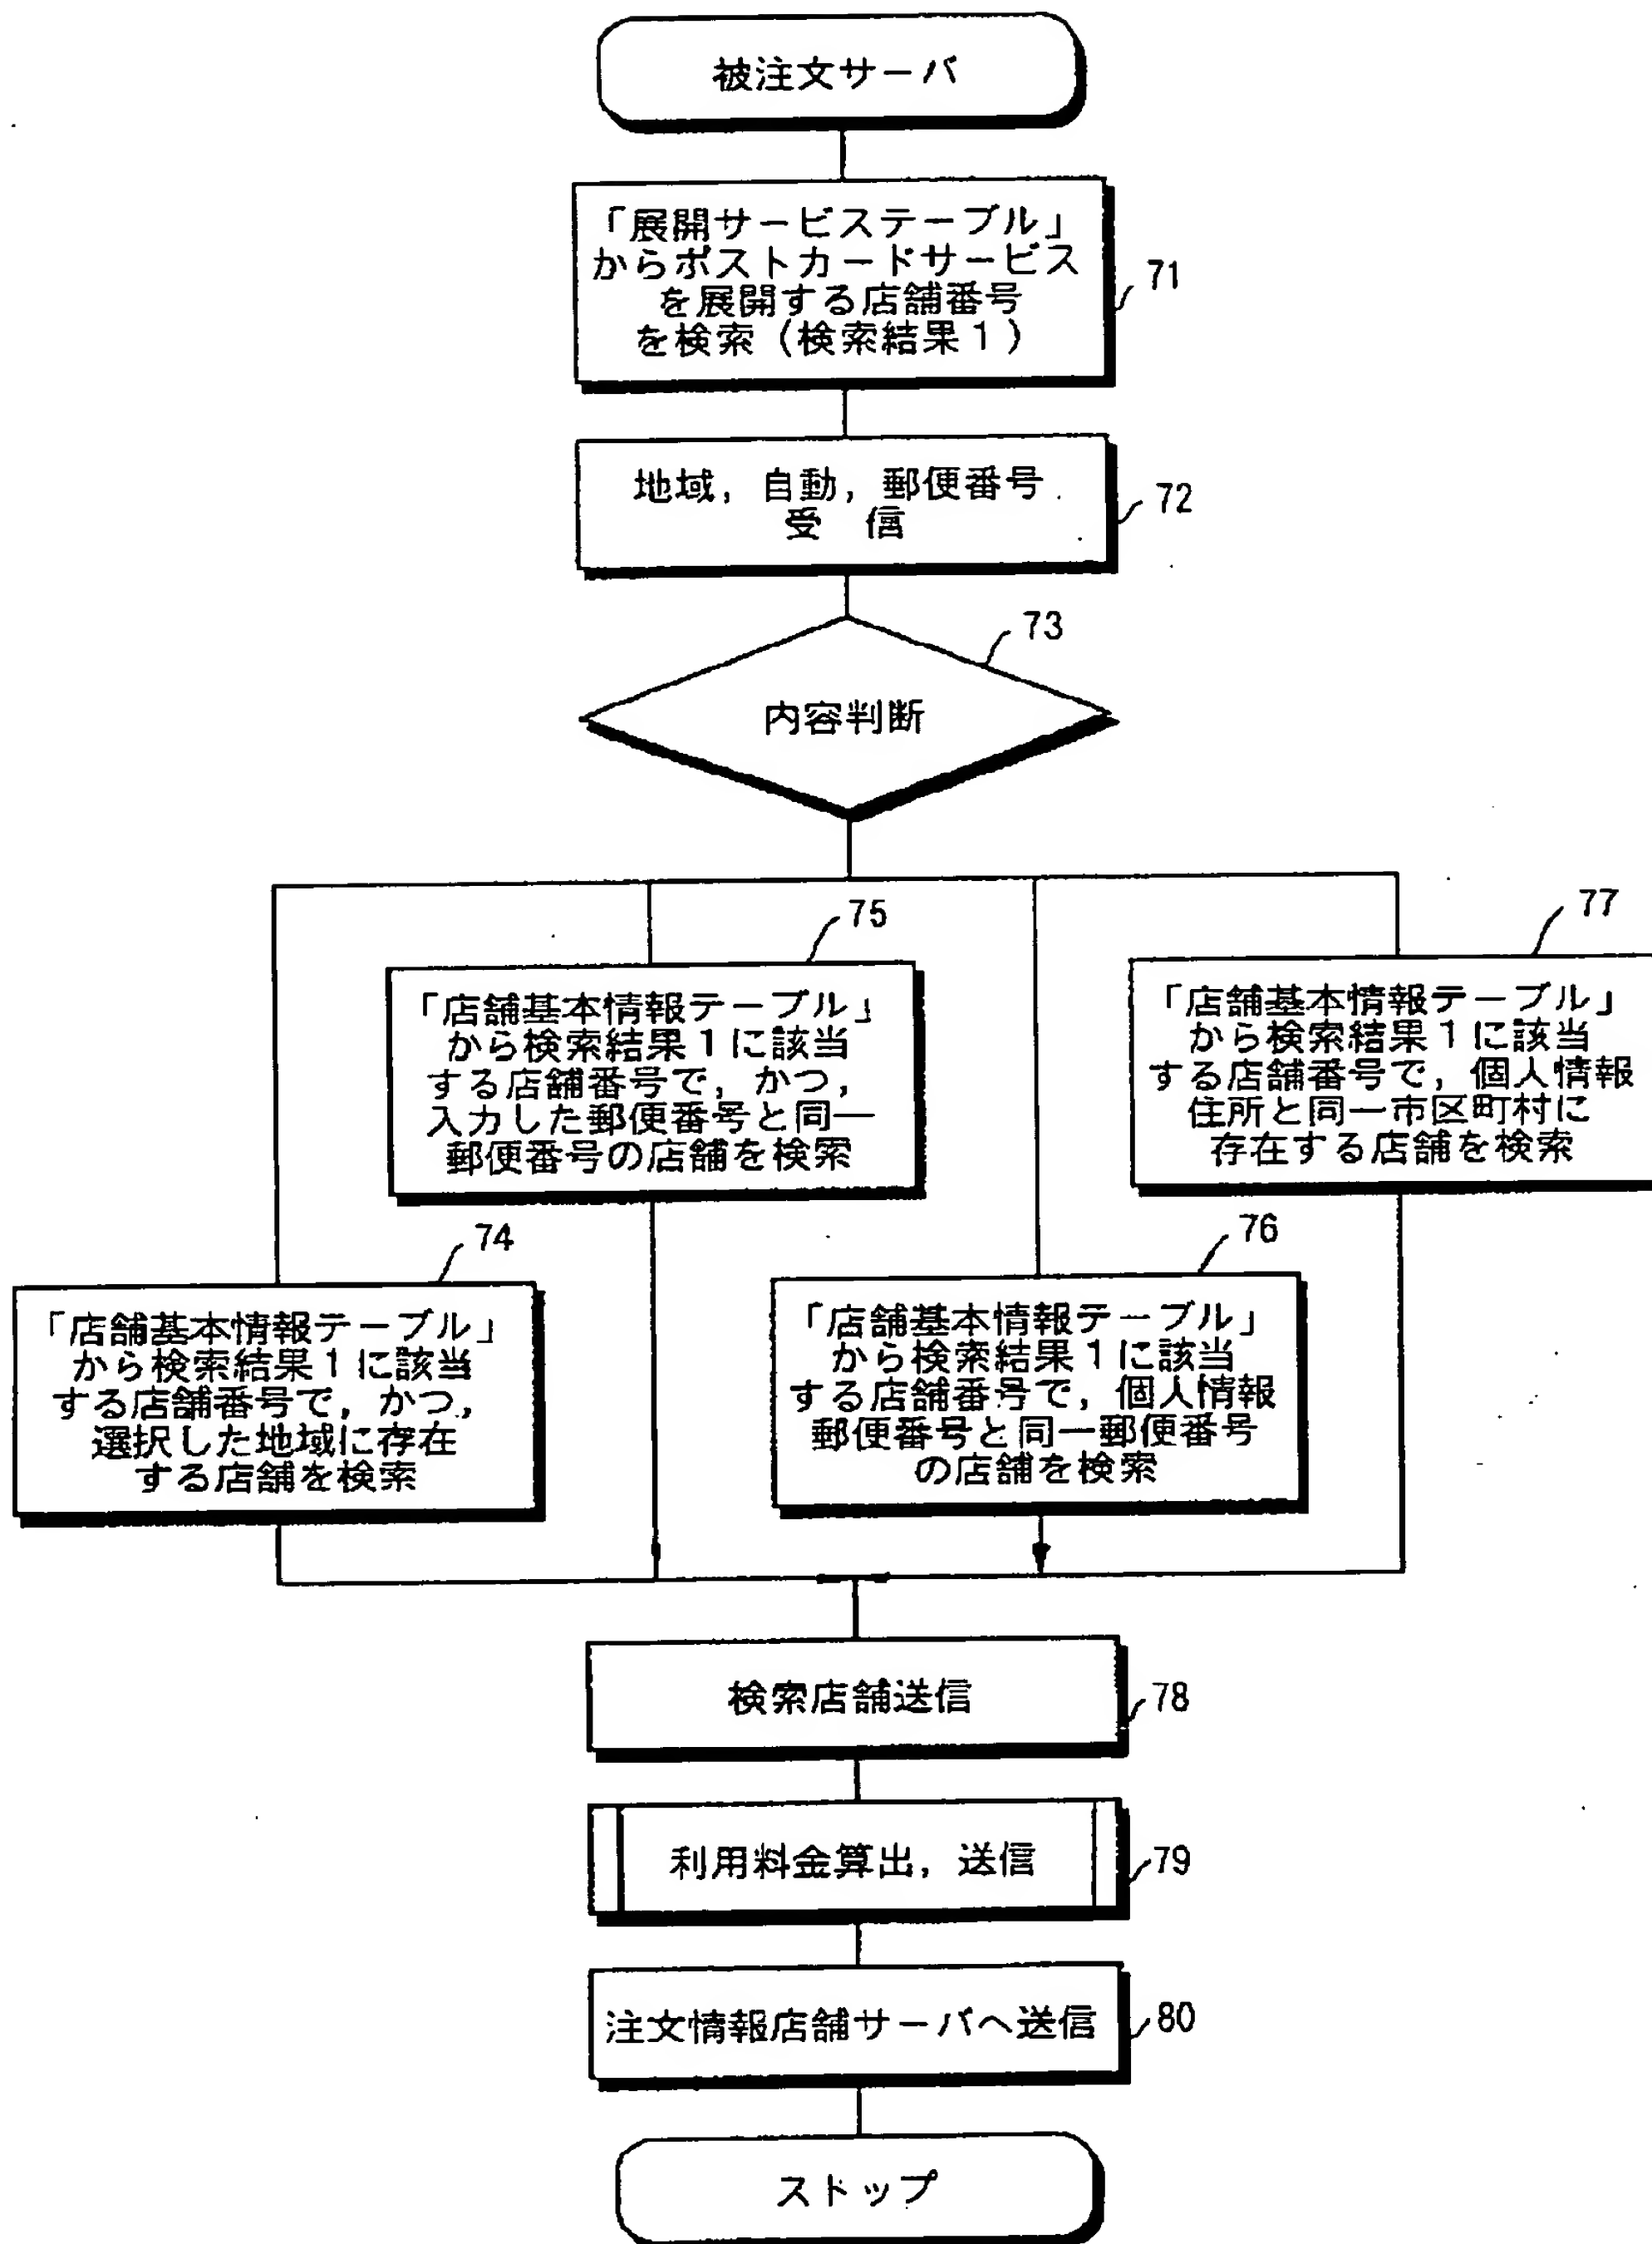 被注文サーバ
「展開サービステーブル」
からポストカードサービス
を展開する店舗番号
を検索（検索結果１）
71
地域，自動，郵便番号
受　信
72
73
内容判断
75
「店舗基本情報テーブル」
から検索結果１に該当
する店舗番号で，かつ，
入力した郵便番号と同一
郵便番号の店舗を検索
77
「店舗基本情報テーブル」
から検索結果１に該当
する店舗番号で，個人情報
住所と同一市区町村に
存在する店舗を検索
74
「店舗基本情報テーブル」
から検索結果１に該当
する店舗番号で，かつ，
選択した地域に存在
する店舗を検索
76
「店舗基本情報テーブル」
から検索結果１に該当
する店舗番号で，個人情報
郵便番号と同一郵便番号
の店舗を検索
検索店舗送信
78
利用料金算出，送信
79
注文情報店舗サーバへ送信
80
ストップ